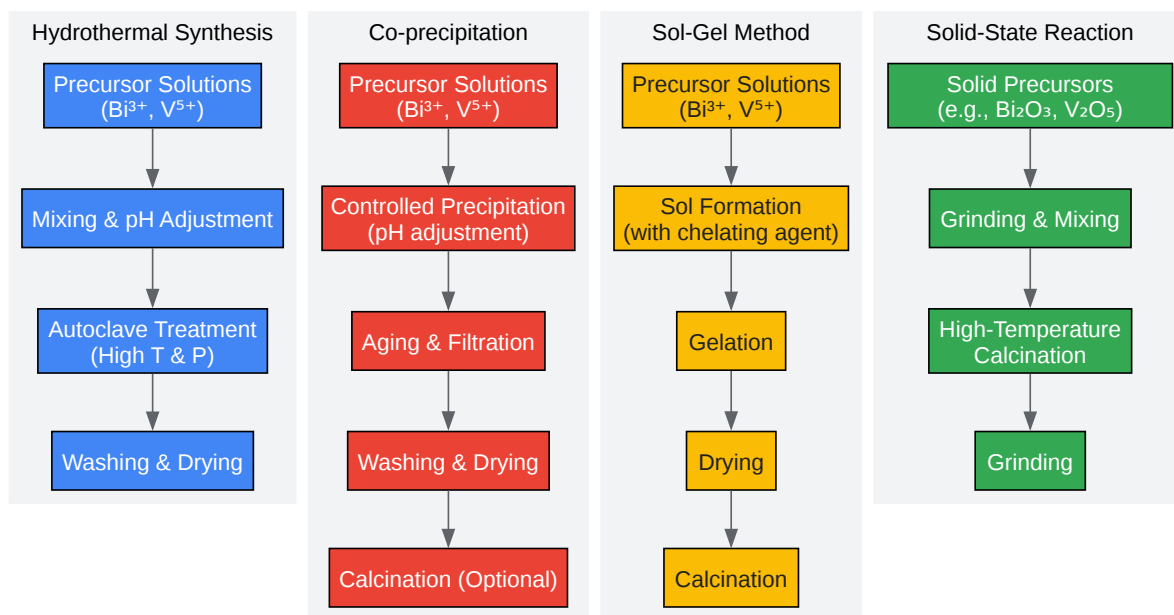 Hydrothermal Synthesis
Precursor Solutions
(Bi³⁺, V⁵⁺)
Mixing & pH Adjustment
Autoclave Treatment
(High T & P)
Washing & Drying
Co-precipitation
Precursor Solutions
(Bi³⁺, V⁵⁺)
Controlled Precipitation
(pH adjustment)
Aging & Filtration
Washing & Drying
Calcination (Optional)
Sol-Gel Method
Precursor Solutions
(Bi³⁺, V⁵⁺)
Sol Formation
(with chelating agent)
Gelation
Drying
Calcination
Solid-State Reaction
Solid Precursors
(e.g., Bi₂O₃, V₂O₅)
Grinding & Mixing
High-Temperature
Calcination
Grinding